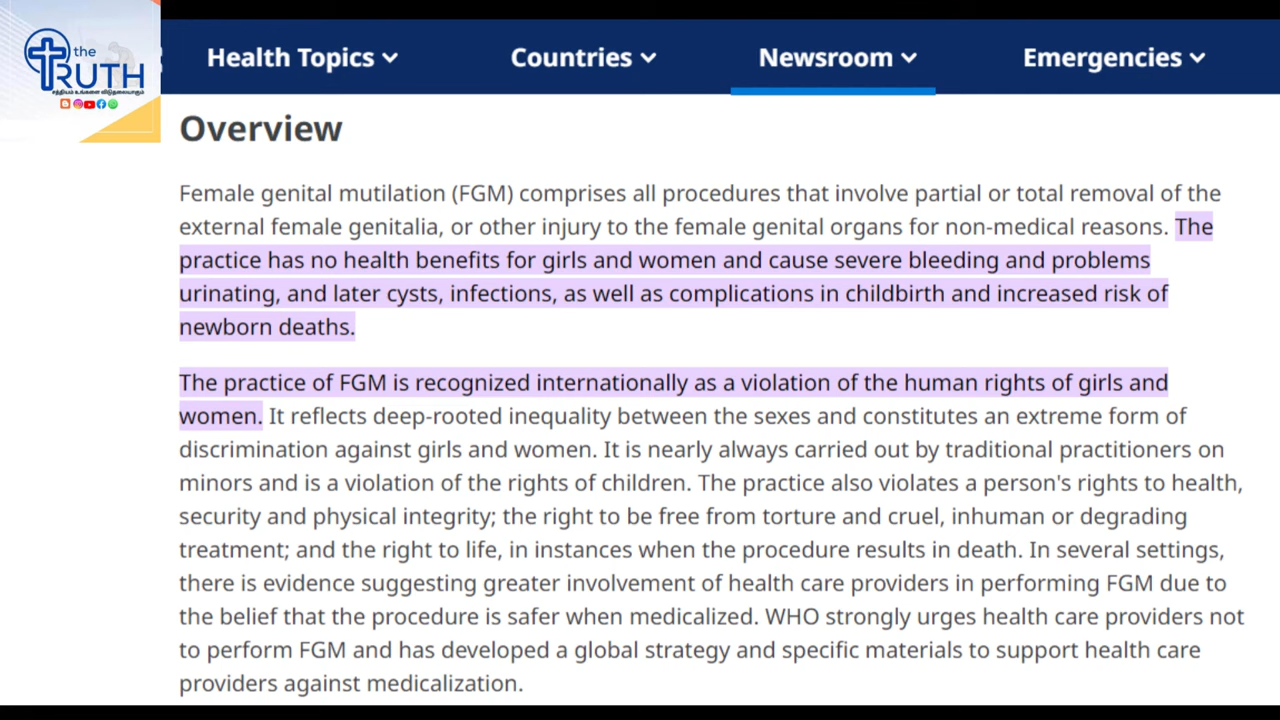 the
TRUTH
சத்தியம் உங்களை விடுதலையாக்கும்
Health Topics
Countries
Newsroom
Emergencies
Overview
Female genital mutilation (FGM) comprises all procedures that involve partial or total removal of the
external female genitalia, or other injury to the female genital organs for non-medical reasons. The
practice has no health benefits for girls and women and cause severe bleeding and problems
urinating, and later cysts, infections, as well as complications in childbirth and increased risk of
newborn deaths.
The practice of FGM is recognized internationally as a violation of the human rights of girls and
women. It reflects deep-rooted inequality between the sexes and constitutes an extreme form of
discrimination against girls and women. It is nearly always carried out by traditional practitioners on
minors and is a violation of the rights of children. The practice also violates a person's rights to health,
security and physical integrity; the right to be free from torture and cruel, inhuman or degrading
treatment; and the right to life, in instances when the procedure results in death. In several settings,
there is evidence suggesting greater involvement of health care providers in performing FGM due to
the belief that the procedure is safer when medicalized. WHO strongly urges health care providers not
to perform FGM and has developed a global strategy and specific materials to support health care
providers against medicalization.